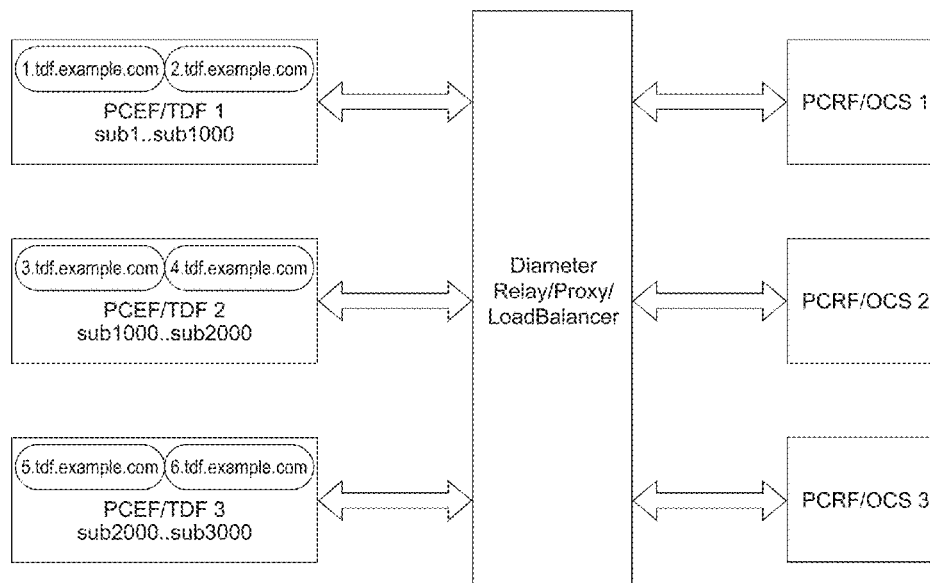 1.tdf.example.com 2.tdf.example.com
PCEF/TDF 1
sub1..sub1000
PCRF/OCS 1
3.tdf.example.com 4.tdf.example.com
PCEF/TDF 2
sub1000..sub2000
Diameter
Relay/Proxy/
LoadBalancer
PCRF/OCS 2
5.tdf.example.com 6.tdf.example.com
PCEF/TDF 3
sub2000..sub3000
PCRF/OCS 3